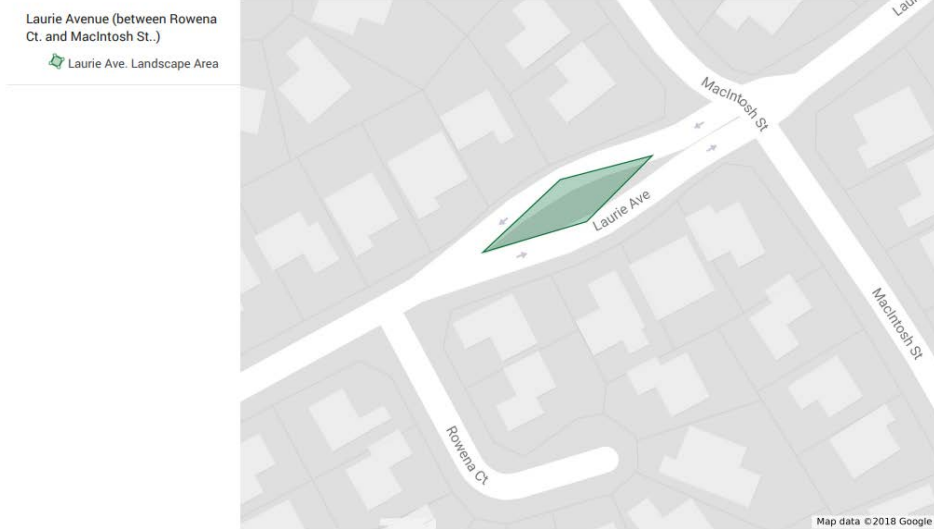 Laurie Avenue (between Rowena
Ct. and MacIntosh St..)
Laurie Ave. Landscape Area
Lau
MacIntosh St
Laurie Ave
MacIntosh St
Rowena Ct
Map data ©2018 Google